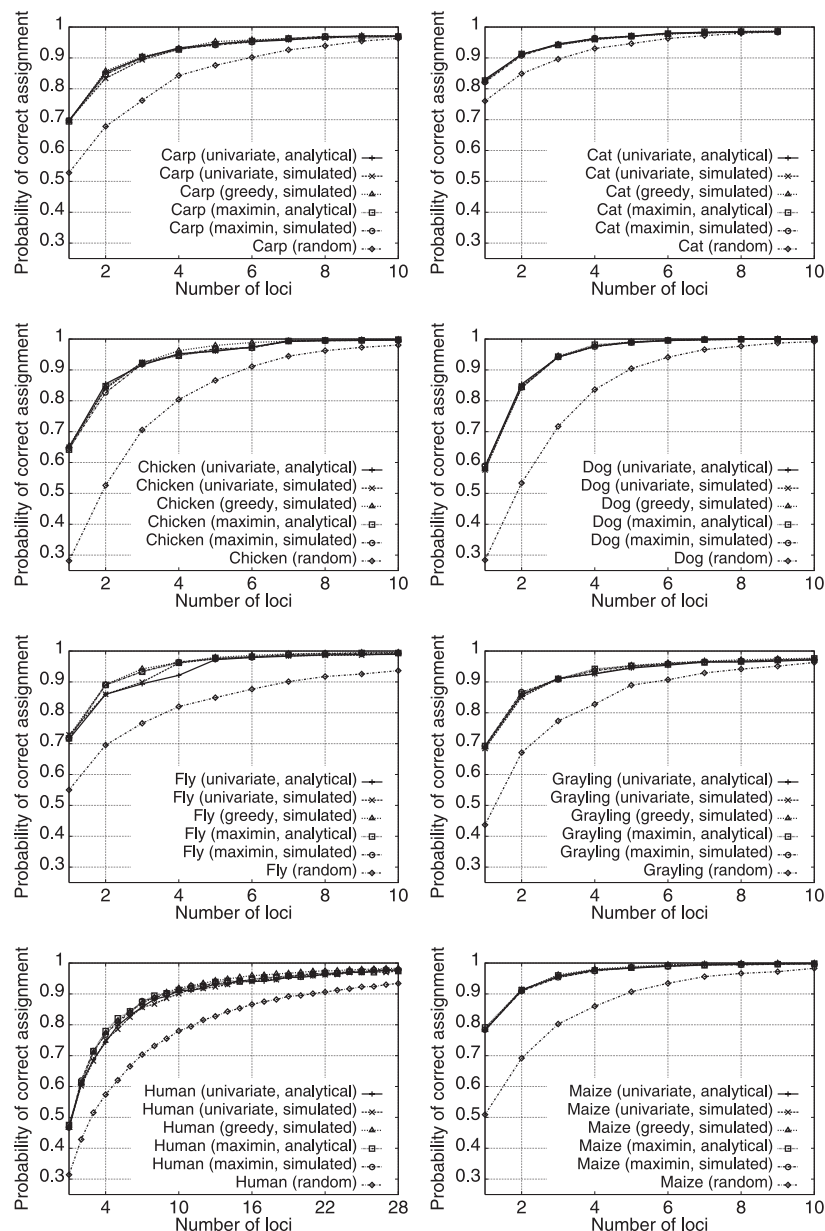 Probability of correct assignment
1
0.9
0.8
0.7
0.6
0.5
0.4
0.3
Carp (univariate, analytical)
Carp (univariate, simulated)
Carp (greedy, simulated)
Carp (maximin, analytical)
Carp (maximin, simulated)
Carp (random)
2 4 6 8 10
Number of loci
Probability of correct assignment
1
0.9
0.8
0.7
0.6
0.5
0.4
0.3
Cat (univariate, analytical)
Cat (univariate, simulated)
Cat (greedy, simulated)
Cat (maximin, analytical)
Cat (maximin, simulated)
Cat (random)
2 4 6 8 10
Number of loci
Probability of correct assignment
1
0.9
0.8
0.7
0.6
0.5
0.4
0.3
Chicken (univariate, analytical)
Chicken (univariate, simulated)
Chicken (greedy, simulated)
Chicken (maximin, analytical)
Chicken (maximin, simulated)
Chicken (random)
2 4 6 8 10
Number of loci
Probability of correct assignment
1
0.9
0.8
0.7
0.6
0.5
0.4
0.3
Dog (univariate, analytical)
Dog (univariate, simulated)
Dog (greedy, simulated)
Dog (maximin, analytical)
Dog (maximin, simulated)
Dog (random)
2 4 6 8 10
Number of loci
Probability of correct assignment
1
0.9
0.8
0.7
0.6
0.5
0.4
0.3
Fly (univariate, analytical)
Fly (univariate, simulated)
Fly (greedy, simulated)
Fly (maximin, analytical)
Fly (maximin, simulated)
Fly (random)
2 4 6 8 10
Number of loci
Probability of correct assignment
1
0.9
0.8
0.7
0.6
0.5
0.4
0.3
Grayling (univariate, analytical)
Grayling (univariate, simulated)
Grayling (greedy, simulated)
Grayling (maximin, analytical)
Grayling (maximin, simulated)
Grayling (random)
2 4 6 8 10
Number of loci
Probability of correct assignment
1
0.9
0.8
0.7
0.6
0.5
0.4
0.3
Human (univariate, analytical)
Human (univariate, simulated)
Human (greedy, simulated)
Human (maximin, analytical)
Human (maximin, simulated)
Human (random)
4 10 16 22 28
Number of loci
Probability of correct assignment
1
0.9
0.8
0.7
0.6
0.5
0.4
0.3
Maize (univariate, analytical)
Maize (univariate, simulated)
Maize (greedy, simulated)
Maize (maximin, analytical)
Maize (maximin, simulated)
Maize (random)
2 4 6 8 10
Number of loci